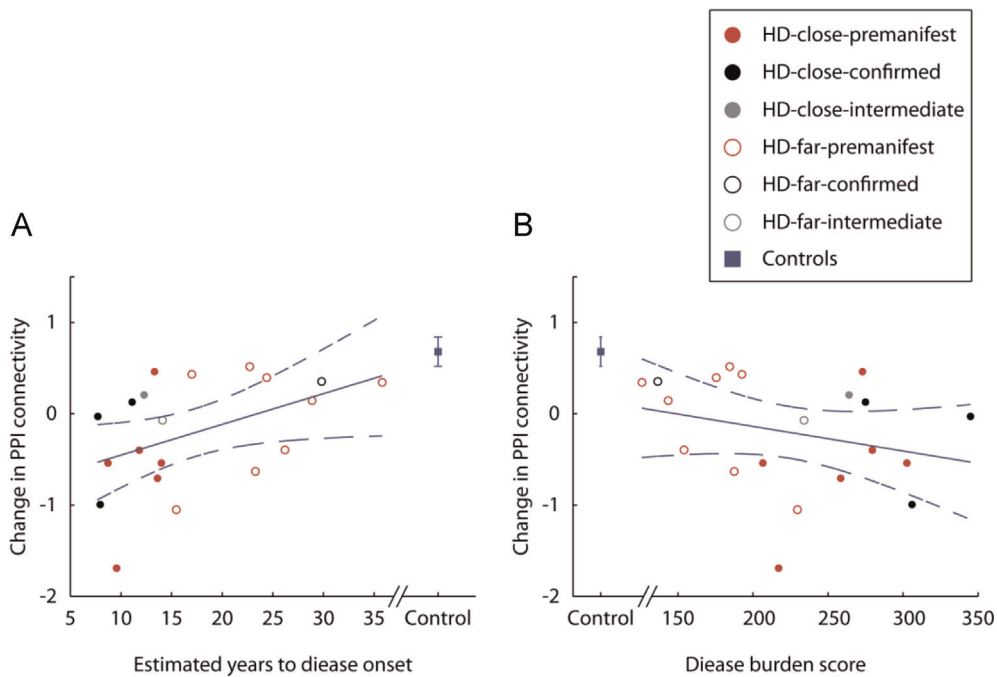 HD-close-premanifest
HD-close-confirmed
HD-close-intermediate
HD-far-premanifest
HD-far-confirmed
HD-far-intermediate
Controls
A
Change in PPI connectivity
1
0
-1
-2
5 10 15 20 25 30 35 Control
Estimated years to diease onset
B
Change in PPI connectivity
1
0
-1
-2
Control 150 200 250 300 350
Diease burden score